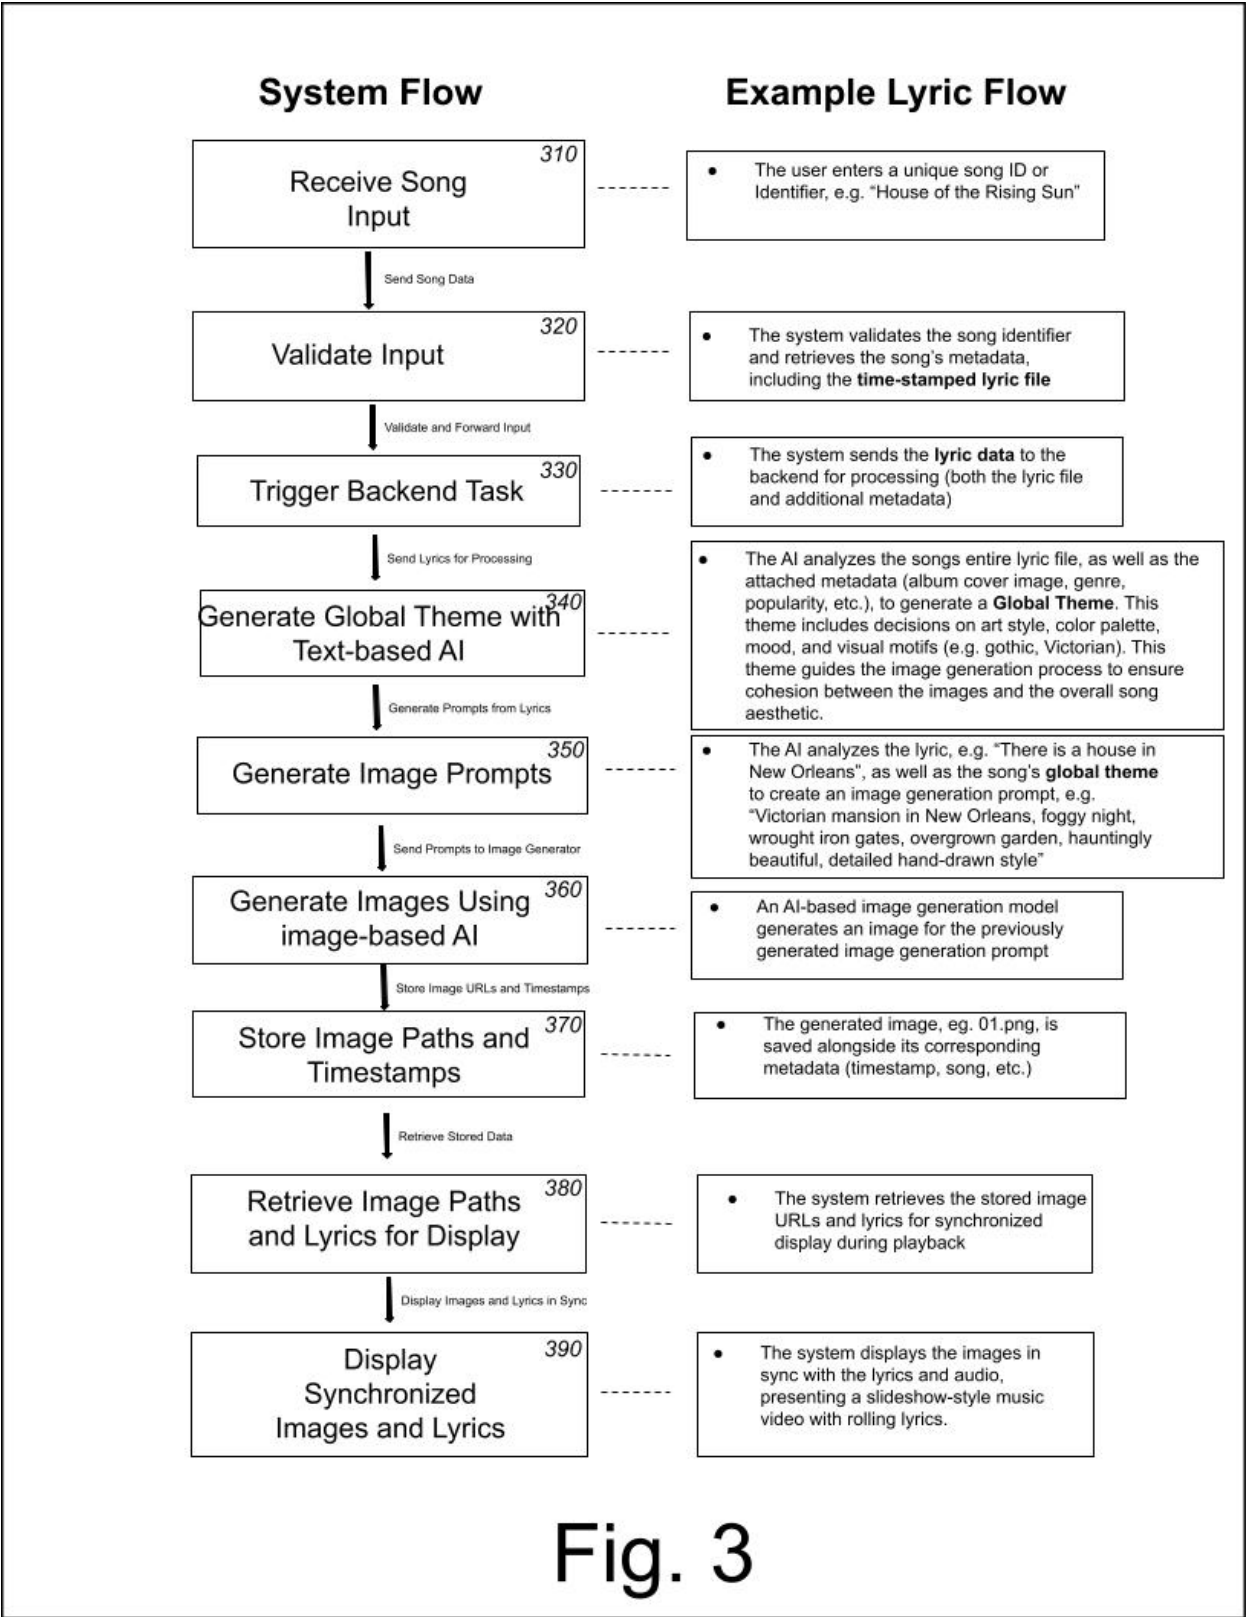 System Flow
Example Lyric Flow
310
Receive Song
Input
● The user enters a unique song ID or
Identifier, e.g. “House of the Rising Sun”
Send Song Data
320
Validate Input
● The system validates the song identifier
and retrieves the song’s metadata,
including the time-stamped lyric file
Validate and Forward Input
330
Trigger Backend Task
● The system sends the lyric data to the
backend for processing (both the lyric file
and additional metadata)
Send Lyrics for Processing
340
Generate Global Theme with
Text-based AI
● The AI analyzes the songs entire lyric file, as well as the
attached metadata (album cover image, genre,
popularity, etc.), to generate a Global Theme. This
theme includes decisions on art style, color palette,
mood, and visual motifs (e.g. gothic, Victorian). This
theme guides the image generation process to ensure
cohesion between the images and the overall song
aesthetic.
Generate Prompts from Lyrics
350
Generate Image Prompts
● The AI analyzes the lyric, e.g. “There is a house in
New Orleans”, as well as the song’s global theme
to create an image generation prompt, e.g.
“Victorian mansion in New Orleans, foggy night,
wrought iron gates, overgrown garden, hauntingly
beautiful, detailed hand-drawn style”
Send Prompts to Image Generator
360
Generate Images Using
image-based AI
● An AI-based image generation model
generates an image for the previously
generated image generation prompt
Store Image URLs and Timestamps
370
Store Image Paths and
Timestamps
● The generated image, eg. 01.png, is
saved alongside its corresponding
metadata (timestamp, song, etc.)
Retrieve Stored Data
380
Retrieve Image Paths
and Lyrics for Display
● The system retrieves the stored image
URLs and lyrics for synchronized
display during playback
Display Images and Lyrics in Sync
390
Display
Synchronized
Images and Lyrics
● The system displays the images in
sync with the lyrics and audio,
presenting a slideshow-style music
video with rolling lyrics.
Fig. 3